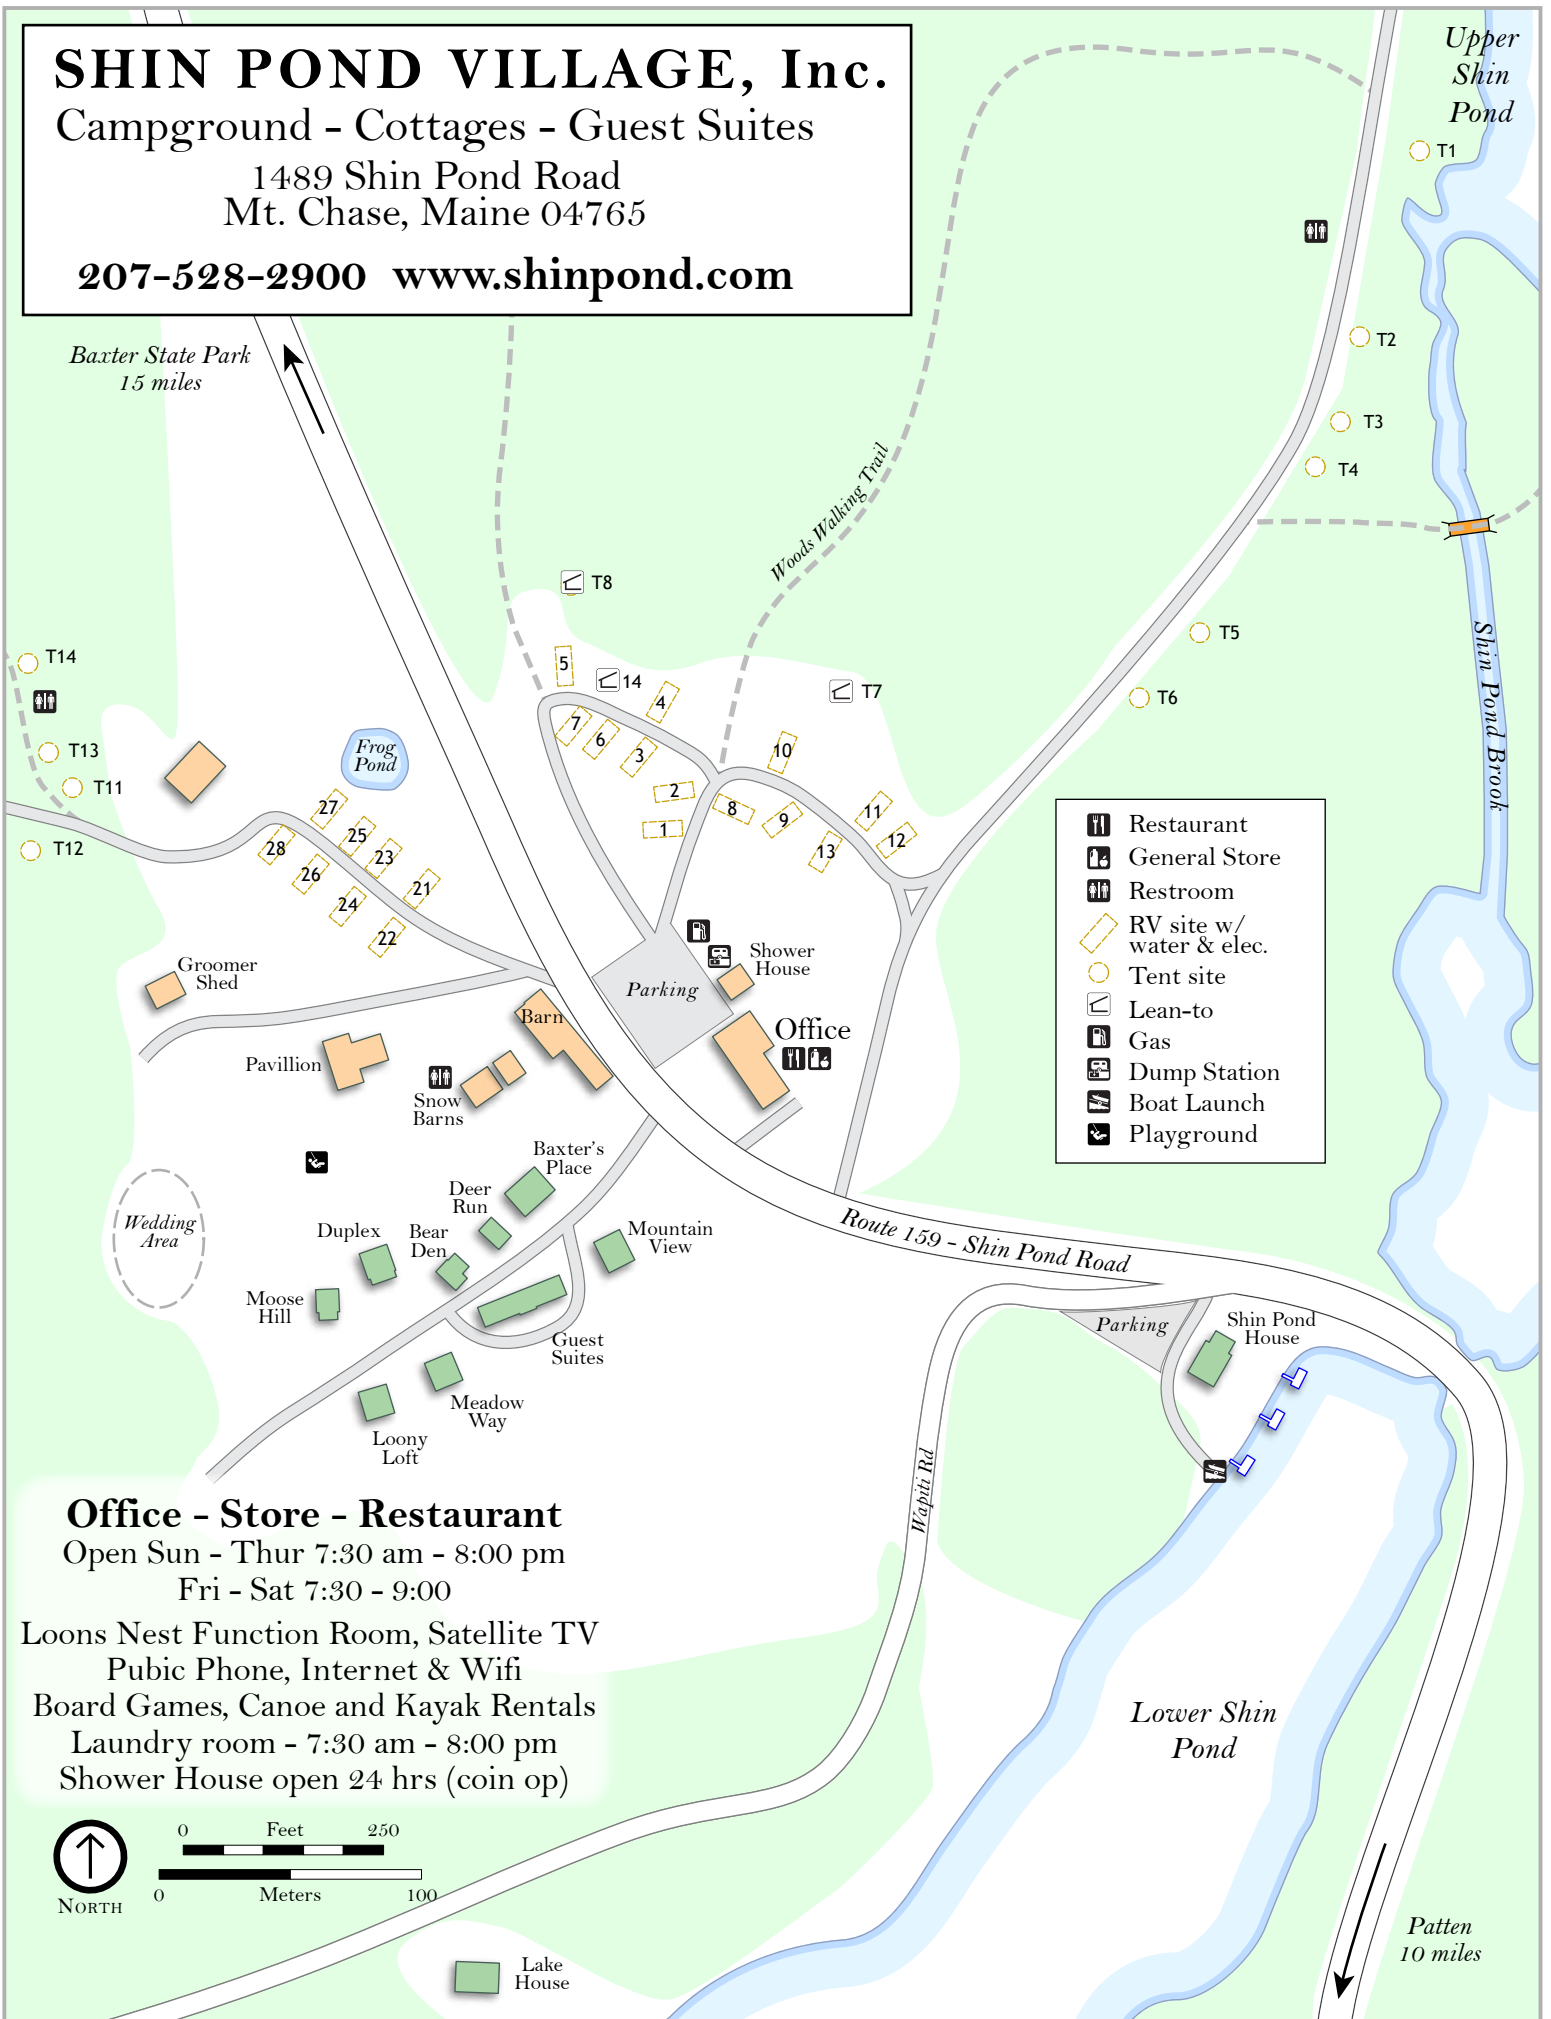 SHIN POND VILLAGE, Inc.
Campground - Cottages - Guest Suites
1489 Shin Pond Road
Mt. Chase, Maine 04765
207-528-2900 www.shinpond.com
Upper
Shin
Pond
T1
T2
T3
T4
Baxter State Park
15 miles
Woods Walking Trail
T8
T5
T6
Shin Pond Brook
T14
T13
T11
T12
Frog
Pond
5
14
4
T7
7
6
3
10
2
1
8
9
11
12
13
27
25
23
21
28
26
24
22
Restaurant
General Store
Restroom
RV site w/
water & elec.
Tent site
Lean-to
Gas
Dump Station
Boat Launch
Playground
Groomer
Shed
Shower
House
Parking
Barn
Office
Pavillion
Snow
Barns
Baxter's
Place
Deer
Run
Bear
Den
Duplex
Mountain
View
Wedding
Area
Moose
Hill
Guest
Suites
Meadow
Way
Loony
Loft
Route 159 - Shin Pond Road
Parking
Shin Pond
House
Wapiti Rd
Office - Store - Restaurant
Open Sun - Thur 7:30 am - 8:00 pm
Fri - Sat 7:30 - 9:00
Loons Nest Function Room, Satellite TV
Pubic Phone, Internet & Wifi
Board Games, Canoe and Kayak Rentals
Laundry room - 7:30 am - 8:00 pm
Shower House open 24 hrs (coin op)
Lower Shin
Pond
0 Feet 250
0 Meters 100
NORTH
Lake
House
Patten
10 miles